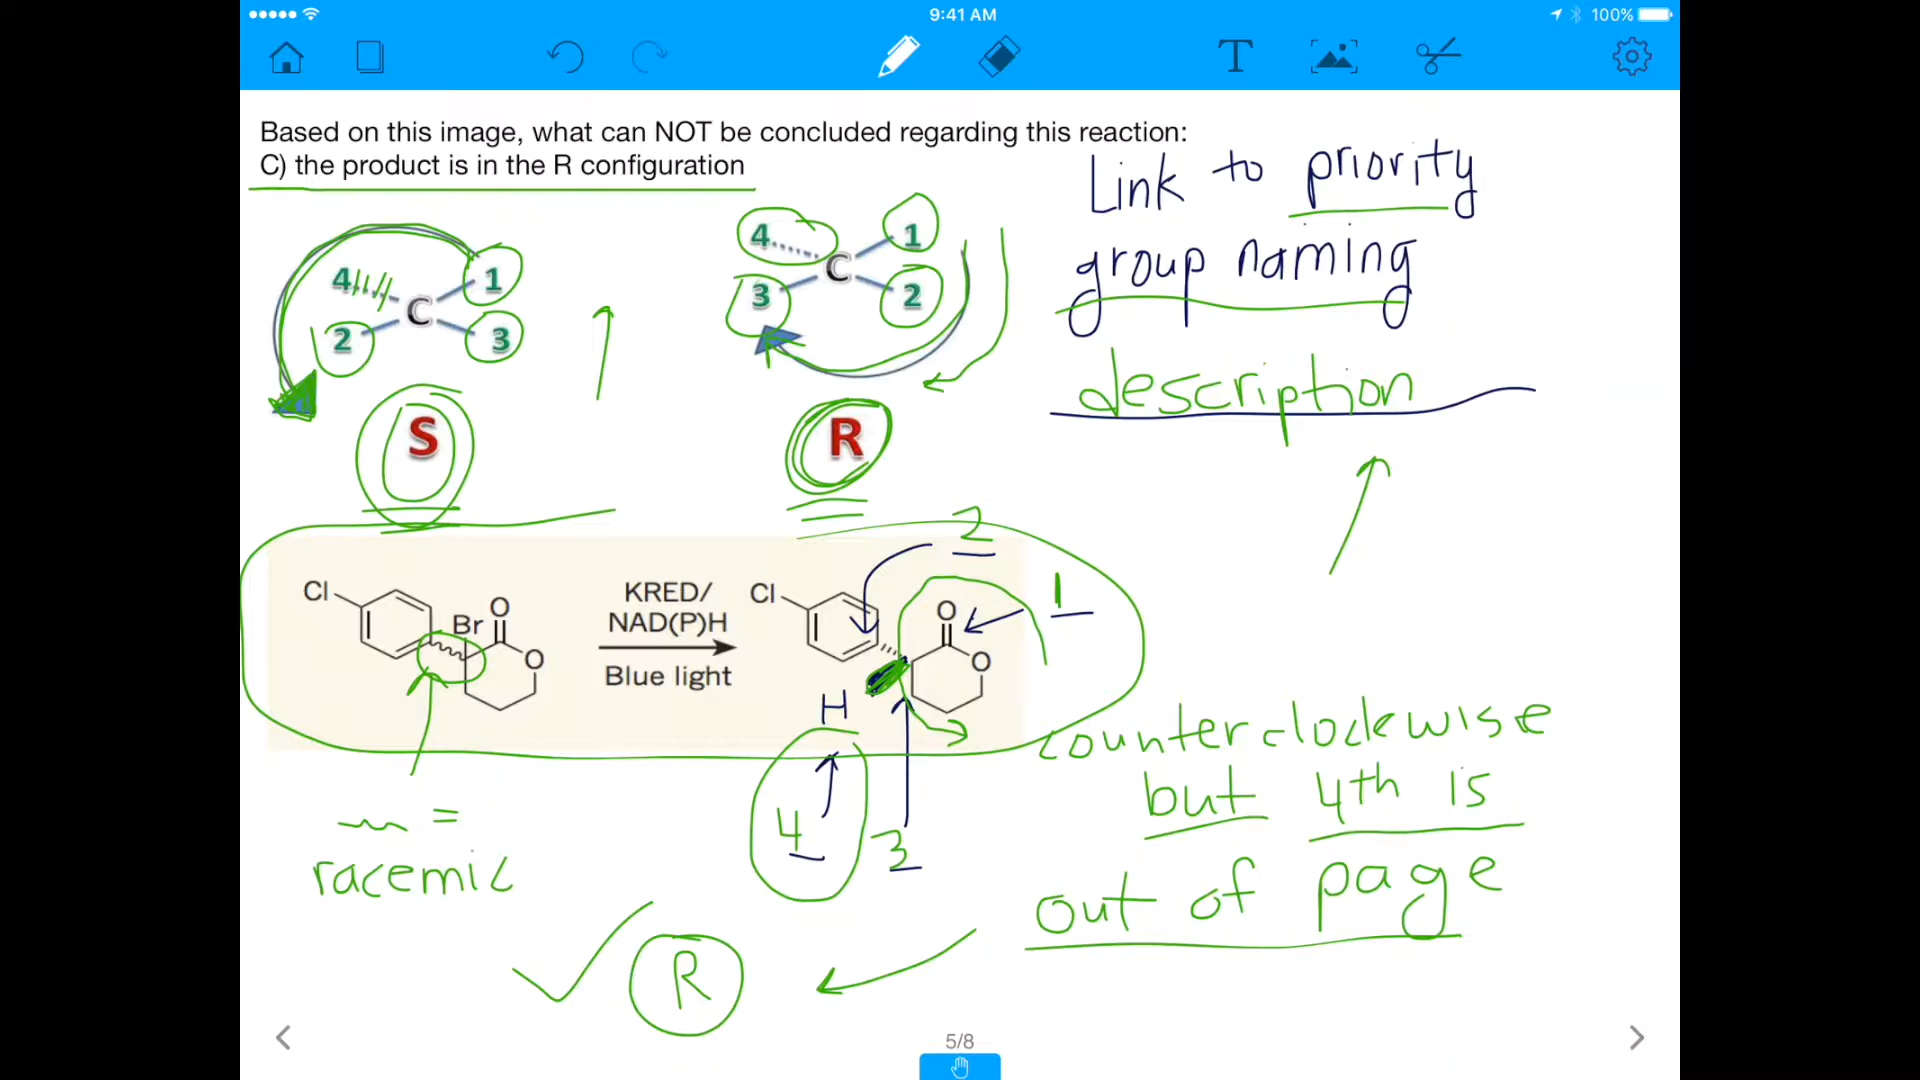 9:41 AM
100%
T
Based on this image, what can NOT be concluded regarding this reaction:
C) the product is in the R configuration
Link to priority
group naming
description
4 1
C
2 3
S
4 1
C
3 2
R
2
Cl
Br O
O
KRED/
NAD(P)H
Blue light
Cl
O
O
1
H
4
3
=
racemic
counterclockwise
but 4th is
out of page
R
5/8